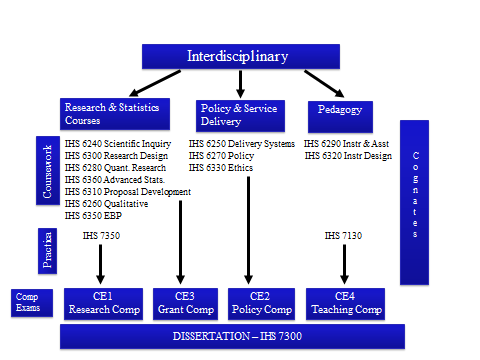 Interdisciplinary
Research & Statistics
Courses
Policy & Service
Delivery
Pedagogy
Coursework
IHS 6240 Scientific Inquiry
IHS 6300 Research Design
IHS 6280 Quant. Research
IHS 6360 Advanced Stats.
IHS 6310 Proposal Development
IHS 6260 Qualitative
IHS 6350 EBP
IHS 6250 Delivery Systems
IHS 6270 Policy
IHS 6330 Ethics
IHS 6290 Instr & Asst
IHS 6320 Instr Design
Cognates
Practica
IHS 7350
IHS 7130
Comp
Exams
CE1
Research Comp
CE3
Grant Comp
CE2
Policy Comp
CE4
Teaching Comp
DISSERTATION – IHS 7300